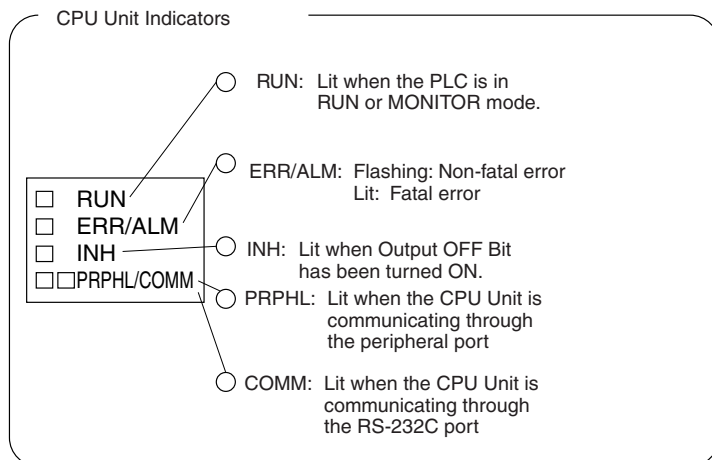 CPU Unit Indicators
RUN: Lit when the PLC is in
RUN or MONITOR mode.
ERR/ALM: Flashing: Non-fatal error
Lit: Fatal error
RUN
ERR/ALM
INH
PRPHL/COMM
INH: Lit when Output OFF Bit
has been turned ON.
PRPHL: Lit when the CPU Unit is
communicating through
the peripheral port
COMM: Lit when the CPU Unit is
communicating through
the RS-232C port